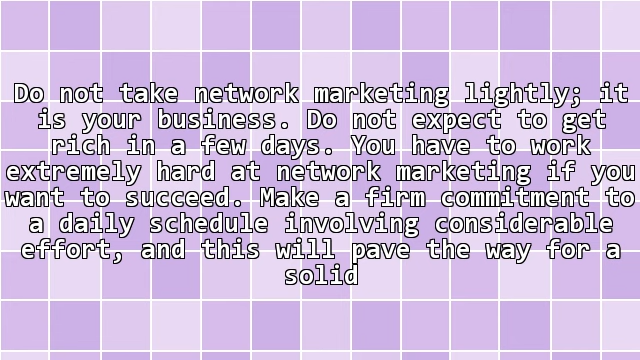 Do not take network marketing lightly; it
is your business. Do not expect to get
rich in a few days. You have to work
extremely hard at network marketing if you
want to succeed. Make a firm commitment to
a daily schedule involving considerable
effort, and this will pave the way for a
solid